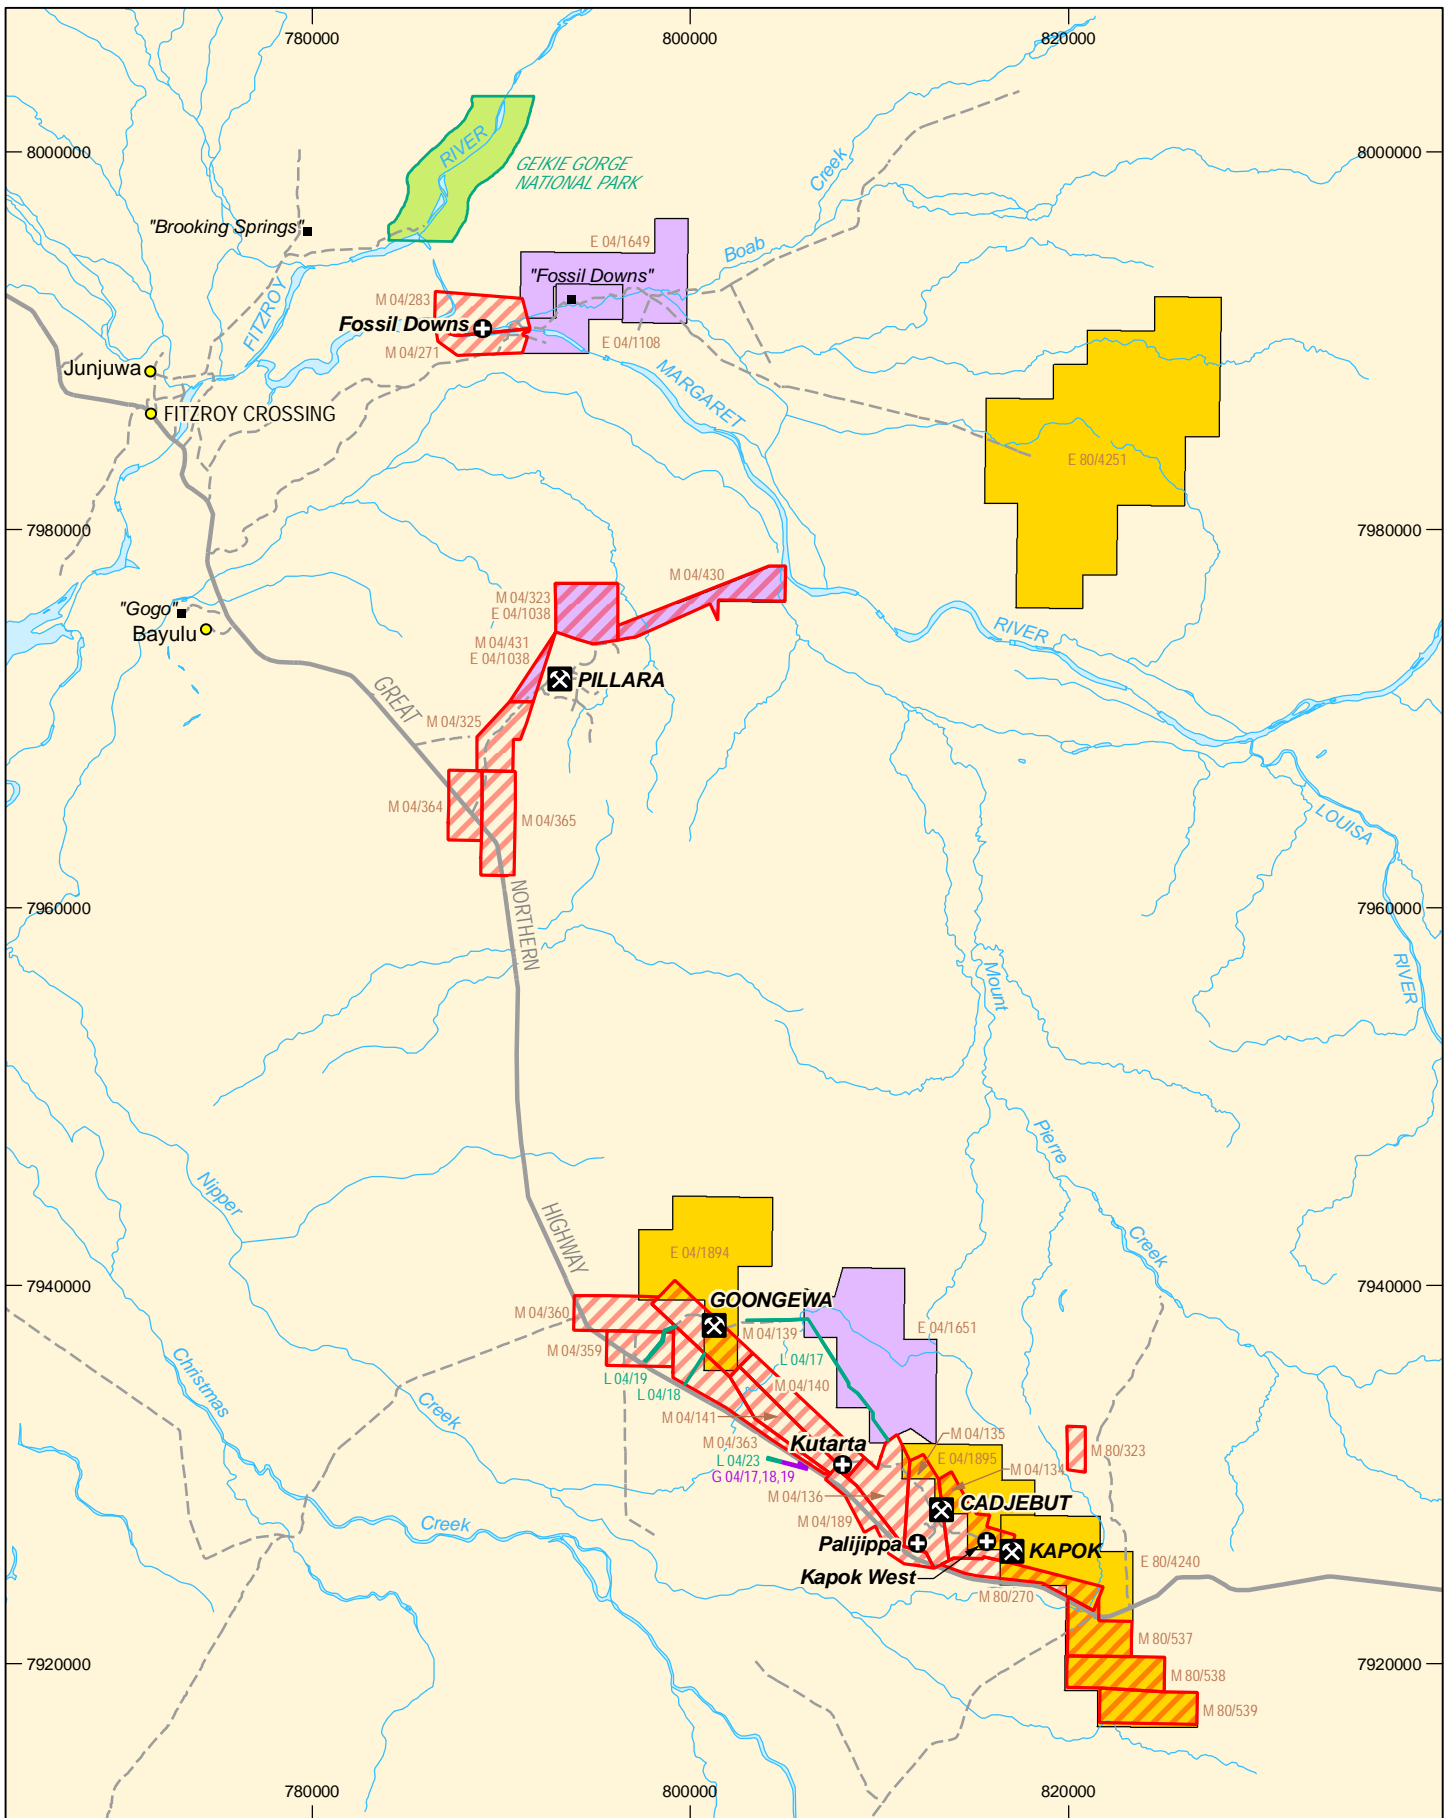 780000
800000
820000
8000000
8000000
RIVER
GEIKIE GORGE
NATIONAL PARK
Creek
"Brooking Springs"
E 04/1649
Boab
"Fossil Downs"
M 04/283
FITZROY
Fossil Downs
E 04/1108
M 04/271
Junjuwa
MARGARET
FITZROY CROSSING
E 80/4251
7980000
7980000
M 04/430
M 04/323
E 04/1038
"Gogo"
Bayulu
RIVER
M 04/431
E 04/1038
PILLARA
GREAT
M 04/325
M 04/364
M 04/365
LOUISA
NORTHERN
7960000
7960000
Mount
RIVER
Pierre
Nipper
HIGHWAY
Creek
E 04/1894
7940000
7940000
M 04/360
GOONGEWA
M 04/139
E 04/1651
M 04/359
L 04/17
L 04/19
L 04/18
M 04/140
Christmas
Creek
M 04/141
M 04/363
Kutarta
M 04/135
M 80/323
L 04/23
E 04/1895
M 04/134
G 04/17,18,19
M 04/136
CADJEBUT
M 04/189
Creek
Palijippa
KAPOK
E 80/4240
Kapok West
M 80/270
M 80/537
7920000
7920000
M 80/538
M 80/539
780000
800000
820000